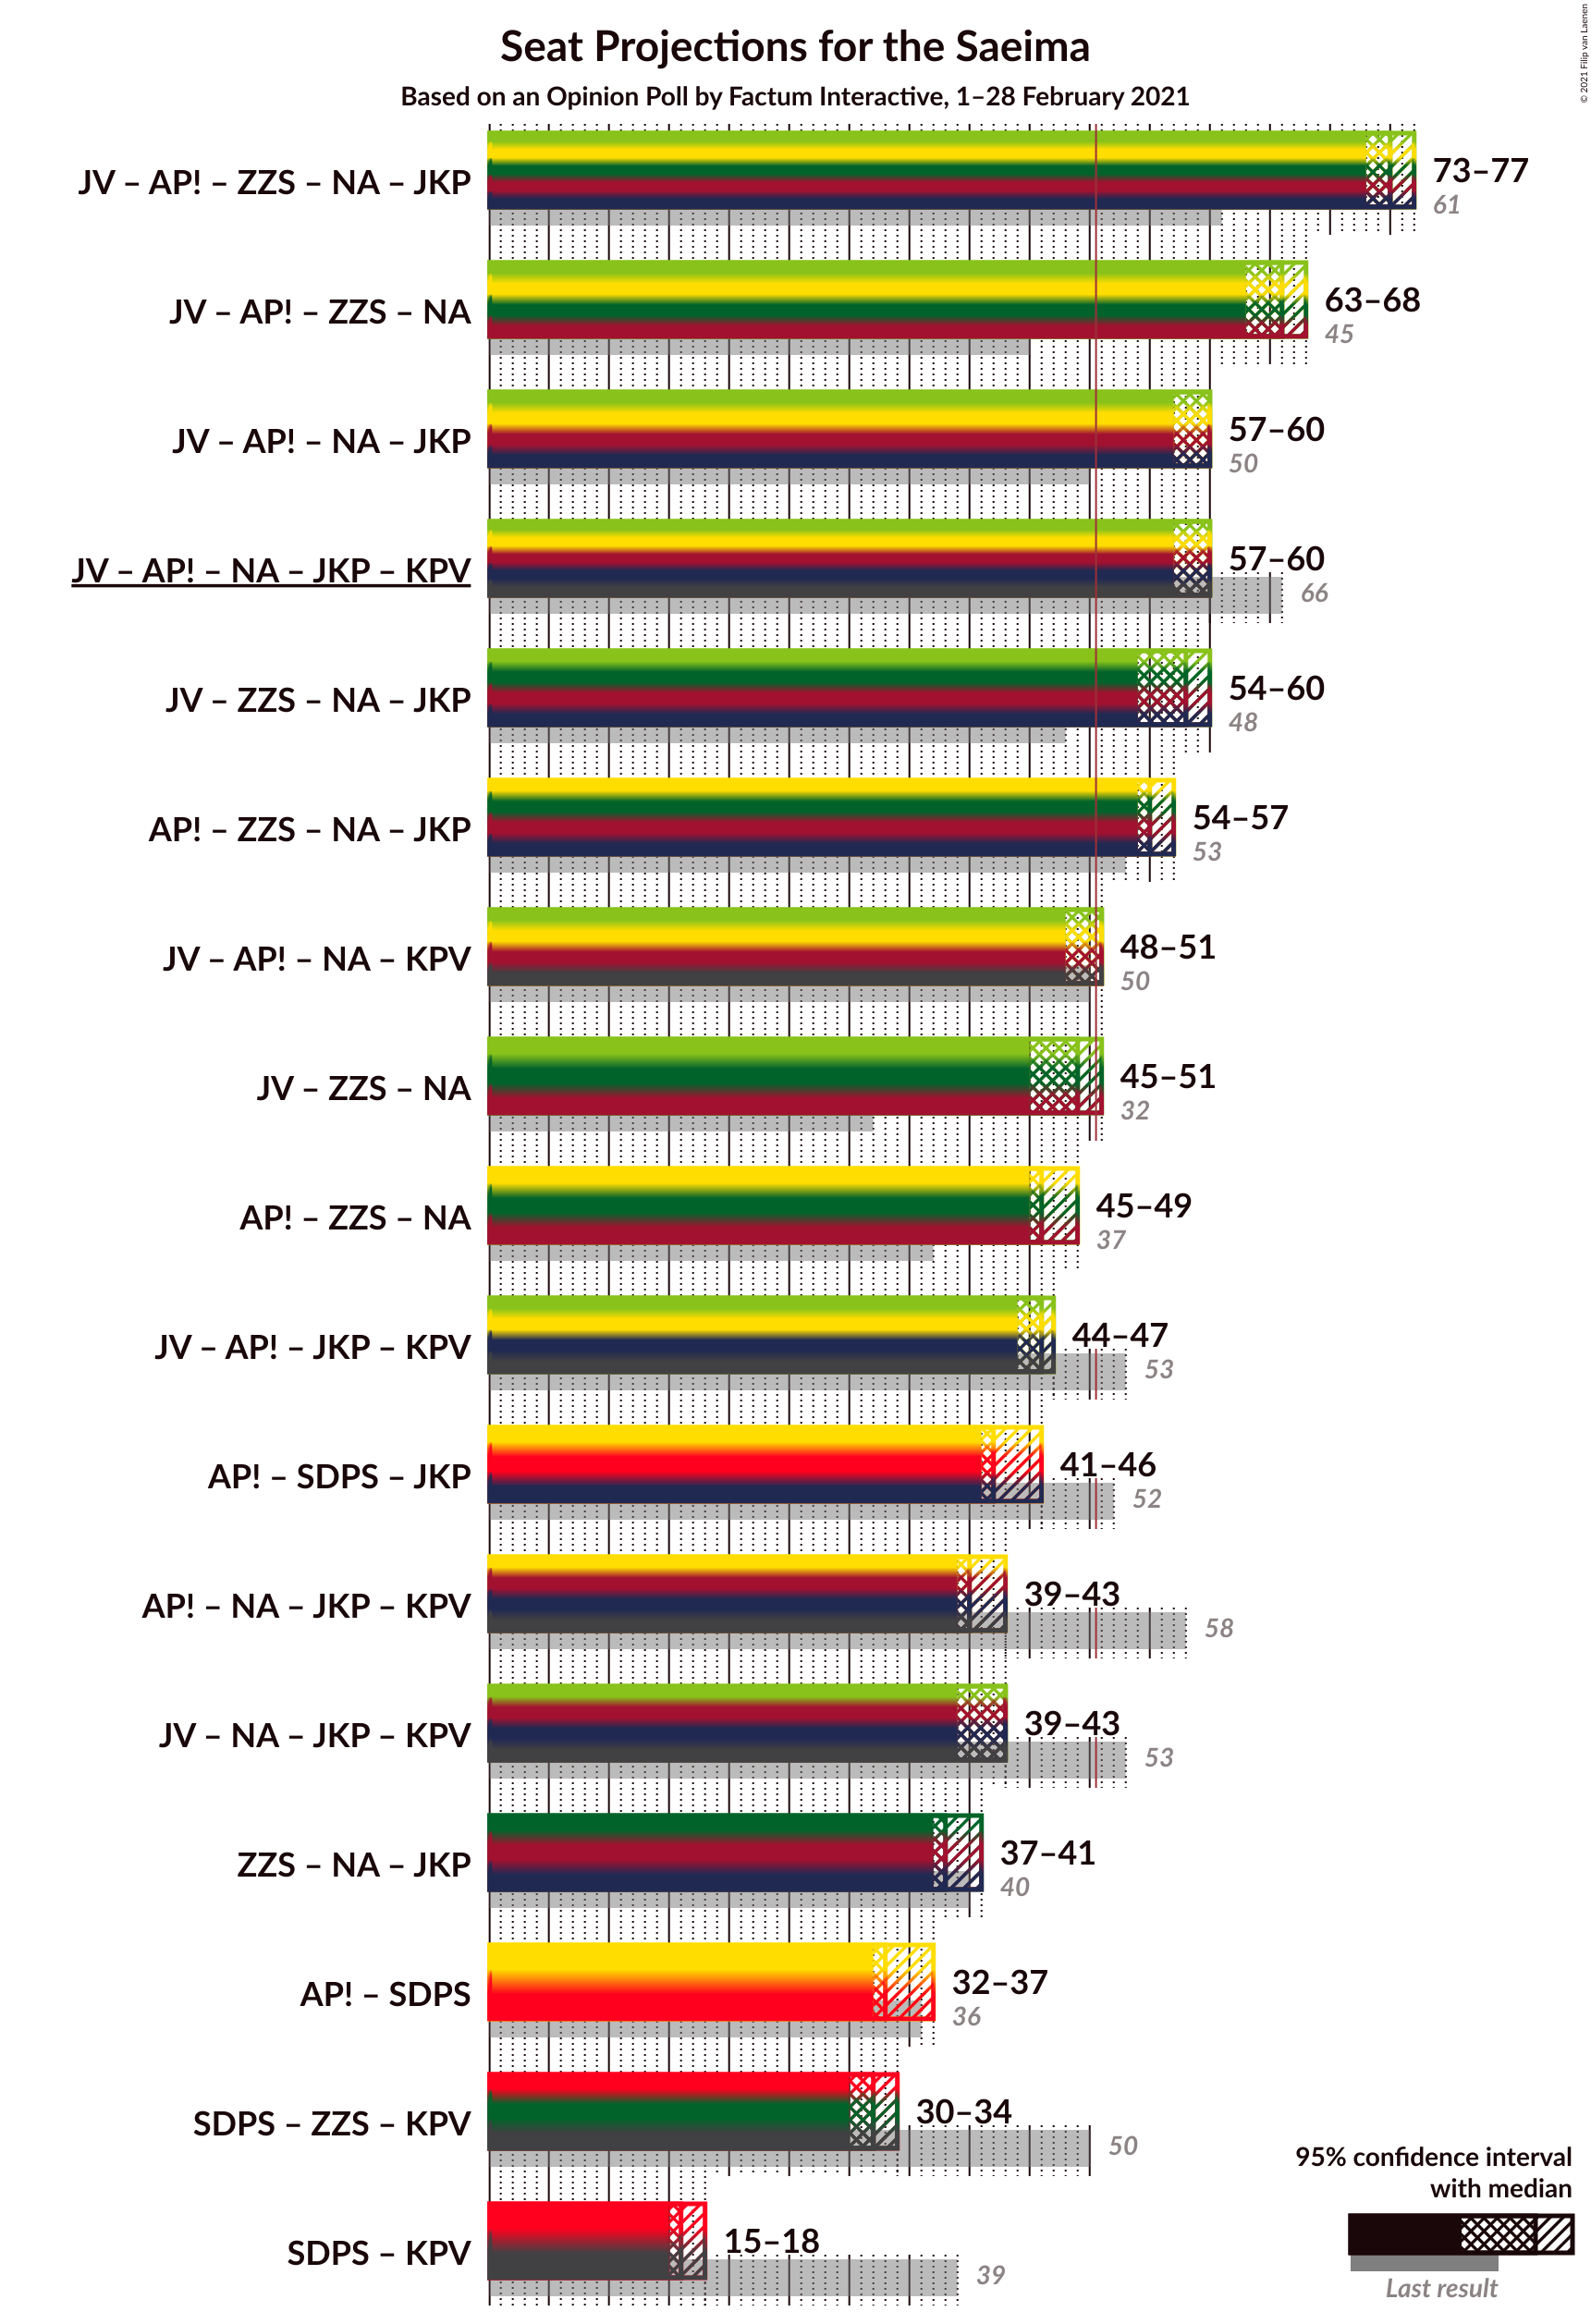 Seat Projections for the Saeima
Based on an Opinion Poll by Factum Interactive, 1–28 February 2021
© 2021 Filip van Laenen
JV – AP! – ZZS – NA – JKP
73–77
61
JV – AP! – ZZS – NA
63–68
45
JV – AP! – NA – JKP
57–60
50
JV – AP! – NA – JKP – KPV
57–60
66
JV – ZZS – NA – JKP
54–60
48
AP! – ZZS – NA – JKP
54–57
53
JV – AP! – NA – KPV
48–51
50
JV – ZZS – NA
45–51
32
AP! – ZZS – NA
45–49
37
JV – AP! – JKP – KPV
44–47
53
AP! – SDPS – JKP
41–46
52
AP! – NA – JKP – KPV
39–43
58
JV – NA – JKP – KPV
39–43
53
ZZS – NA – JKP
37–41
40
AP! – SDPS
32–37
36
SDPS – ZZS – KPV
30–34
50
SDPS – KPV
15–18
39
95% confidence interval
with median
Last result